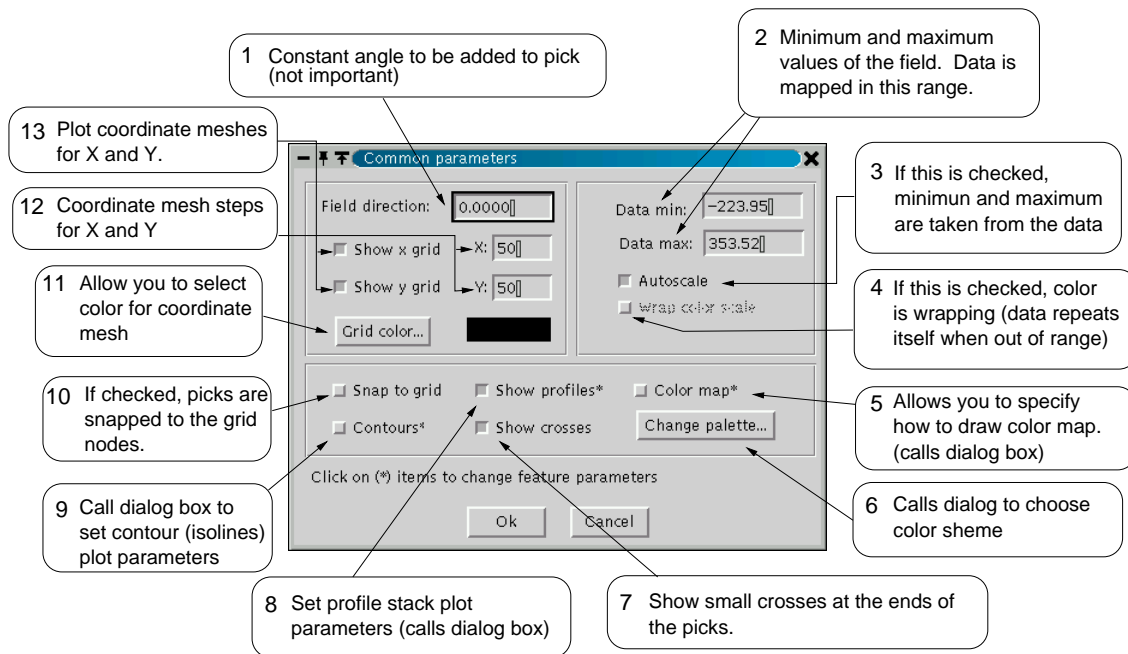 1 Constant angle to be added to pick
(not important)
2 Minimum and maximum
values of the field. Data is
mapped in this range.
13 Plot coordinate meshes
for X and Y.
12 Coordinate mesh steps
for X and Y
11 Allow you to select
color for coordinate
mesh
10 If checked, picks are
snapped to the grid
nodes.
9 Call dialog box to
set contour (isolines)
plot parameters
Common parameters
Field direction: 0.0000
Show x grid X: 50
Show y grid Y: 50
Grid color...
Data min: -223.95
Data max: 353.52
Autoscale
Wrap color scale
Snap to grid Show profiles* Color map*
Contours* Show crosses Change palette...
Click on (*) items to change feature parameters
Ok Cancel
3 If this is checked,
minimun and maximum
are taken from the data
4 If this is checked, color
is wrapping (data repeats
itself when out of range)
5 Allows you to specify
how to draw color map.
(calls dialog box)
6 Calls dialog to choose
color sheme
8 Set profile stack plot
parameters (calls dialog box)
7 Show small crosses at the ends of
the picks.